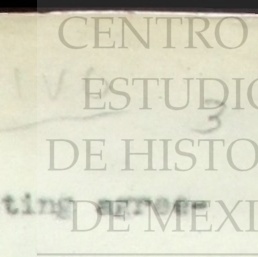 CENTRO
ESTUDIO
3
DE HISTO
ting agree-
DE MEXI